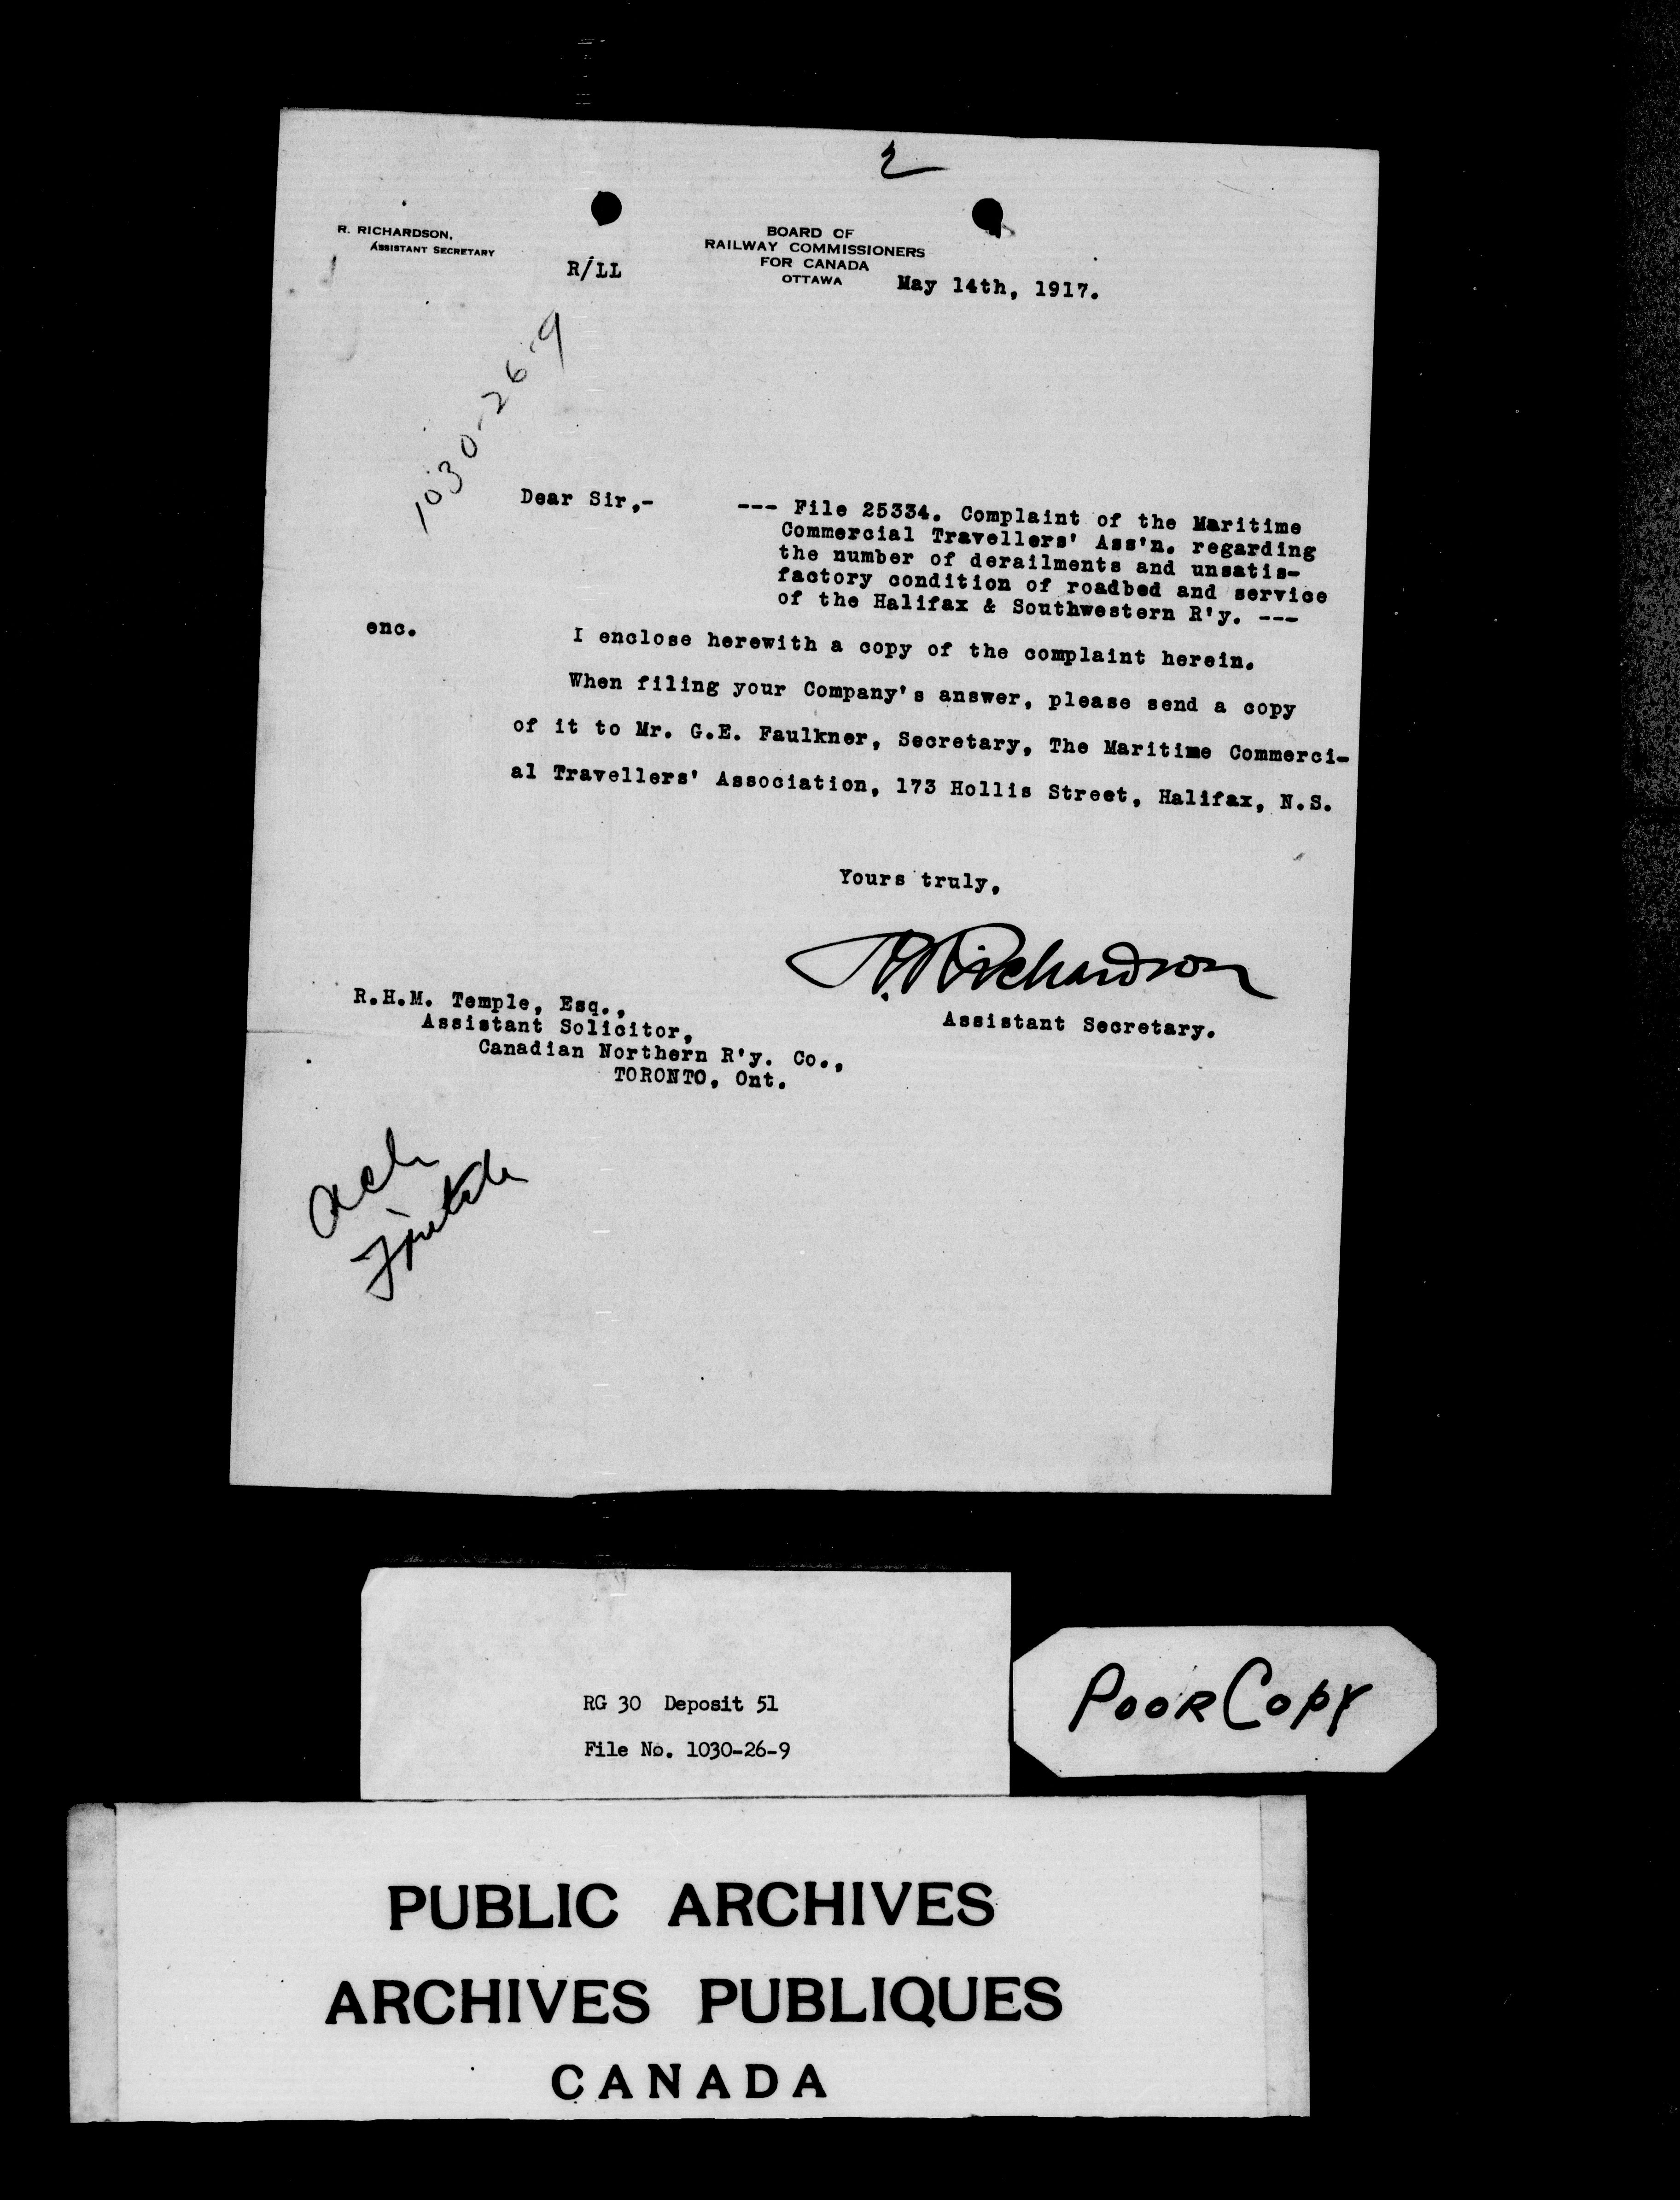 2
R. RICHARDSON,
ASSISTANT SECRETARY
BOARD OF
RAILWAY COMMISSIONERS
FOR CANADA
OTTAWA
R/LL
May 14th, 1917.
1030-26-9
Dear Sir,-
--- File 25334. Complaint of the Maritime
Commercial Travellers' Ass'n. regarding
the number of derailments and unsatis-
factory condition of roadbed and service
of the Halifax & Southwestern R'y. ---
enc.
I enclose herewith a copy of the complaint herein.
When filing your Company's answer, please send a copy
of it to Mr. G.E. Faulkner, Secretary, The Maritime Commerci-
al Travellers' Association, 173 Hollis Street, Halifax, N.S.
Yours truly,
R Richardson
Assistant Secretary.
R.H.M. Temple, Esq.,
Assistant Solicitor,
Canadian Northern R'y. Co.,
TORONTO, Ont.
RG 30 Deposit 51
File No. 1030-26-9
POOR COPY
PUBLIC ARCHIVES
ARCHIVES PUBLIQUES
CANADA